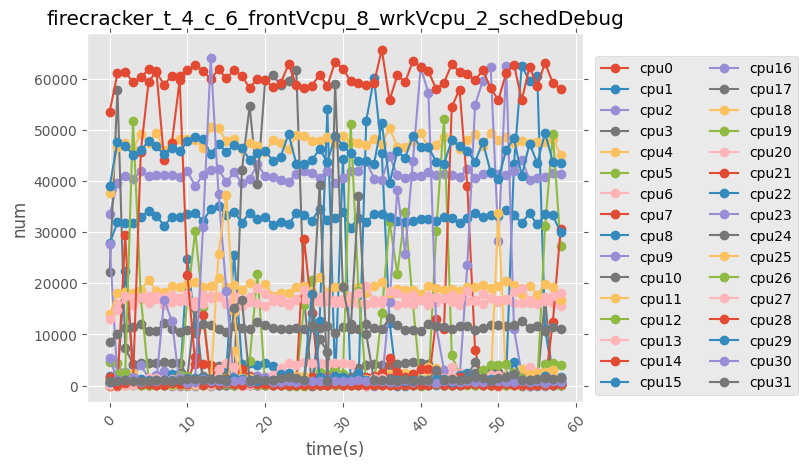 firecracker_t_4_c_6_frontVcpu_8_wrkVcpu_2_schedDebug
60000
50000
40000
30000
20000
10000
0
num
0
10
20
30
40
50
60
time(s)
cpu0
cpu1
cpu2
cpu3
cpu4
cpu5
cpu6
cpu7
cpu8
cpu9
cpu10
cpu11
cpu12
cpu13
cpu14
cpu15
cpu16
cpu17
cpu18
cpu19
cpu20
cpu21
cpu22
cpu23
cpu24
cpu25
cpu26
cpu27
cpu28
cpu29
cpu30
cpu31